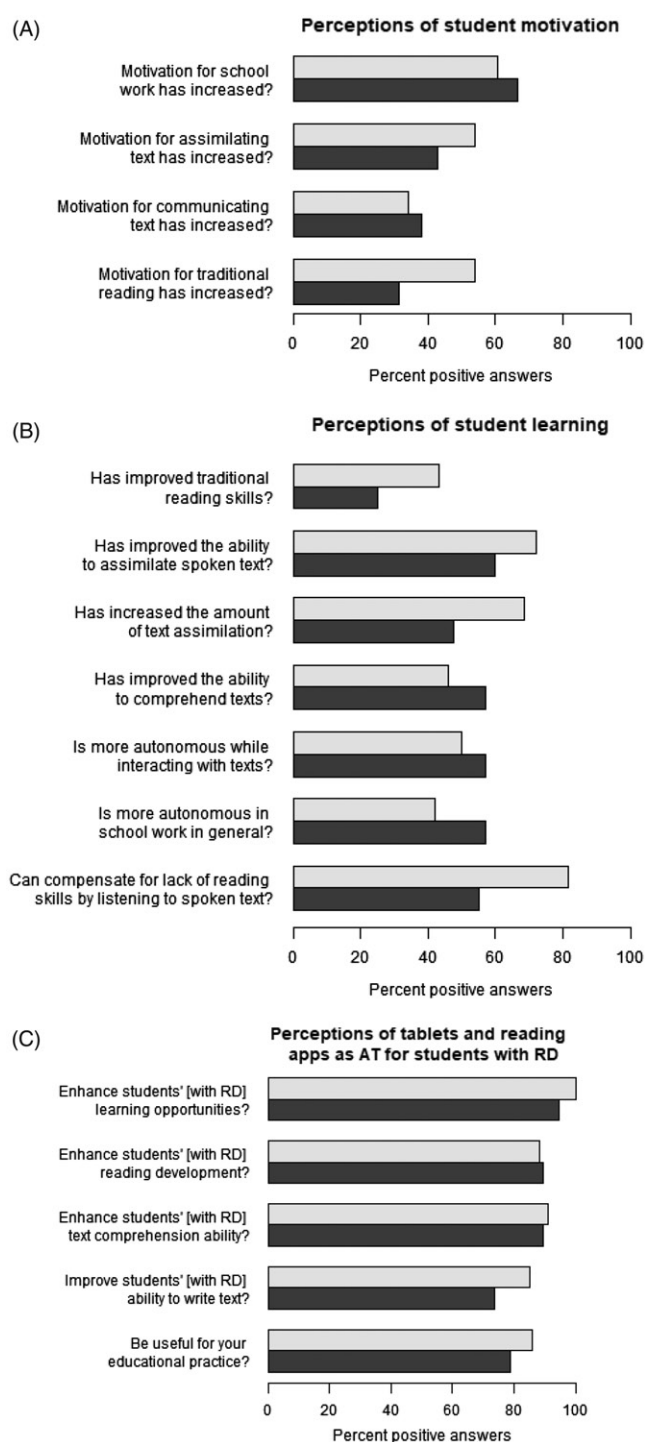 (A)
Perceptions of student motivation
Motivation for school
work has increased?
Motivation for assimilating
text has increased?
Motivation for communicating
text has increased?
Motivation for traditional
reading has increased?
0 20 40 60 80 100
Percent positive answers
(B)
Perceptions of student learning
Has improved traditional
reading skills?
Has improved the ability
to assimilate spoken text?
Has increased the amount
of text assimilation?
Has improved the ability
to comprehend texts?
Is more autonomous while
interacting with texts?
Is more autonomous in
school work in general?
Can compensate for lack of reading
skills by listening to spoken text?
0 20 40 60 80 100
Percent positive answers
(C)
Perceptions of tablets and reading
apps as AT for students with RD
Enhance students' [with RD]
learning opportunities?
Enhance students' [with RD]
reading development?
Enhance students' [with RD]
text comprehension ability?
Improve students' [with RD]
ability to write text?
Be useful for your
educational practice?
0 20 40 60 80 100
Percent positive answers